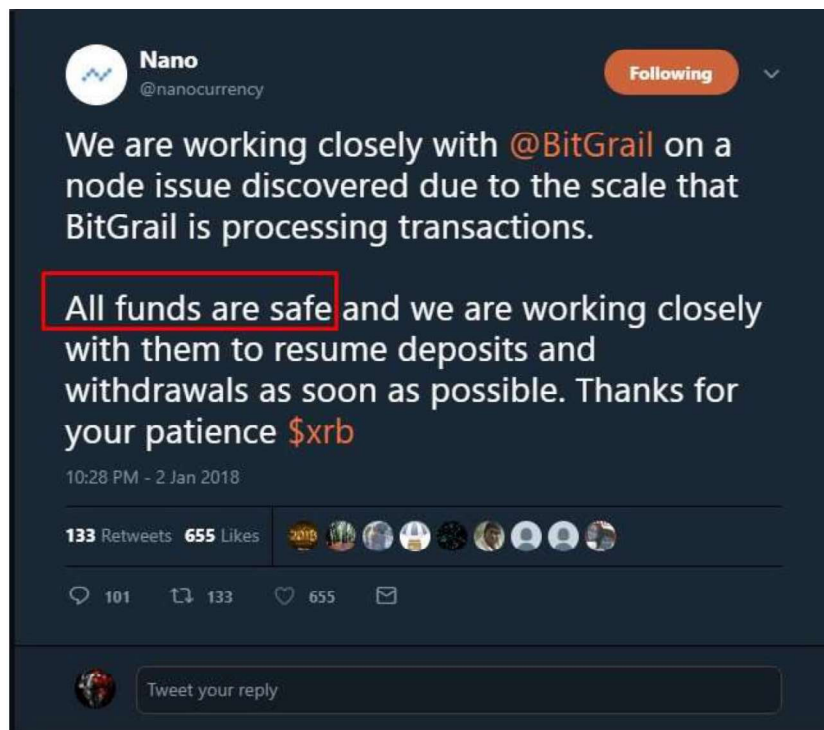 Nano
Following
@nanocurrency
We are working closely with @BitGrail on a
node issue discovered due to the scale that
BitGrail is processing transactions.
All funds are safe and we are working closely
with them to resume deposits and
withdrawals as soon as possible. Thanks for
your patience $xrb
10:28 PM - 2 Jan 2018
133 Retweets 655 Likes
101 133 655
Tweet your reply